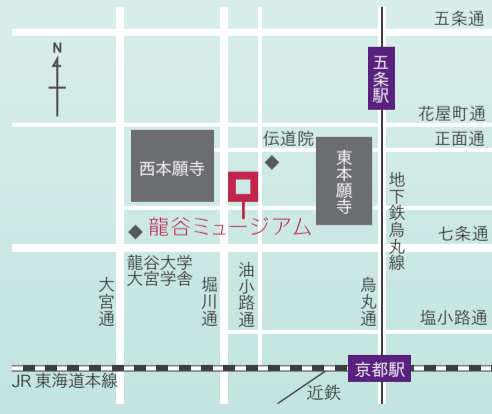 五条通
N
五条駅
花屋町通
伝道院
正面通
西本願寺
東本願寺
地下鉄烏丸線
龍谷ミュージアム
七条通
龍谷大学
大宮学舎
大宮通
堀川通
油小路通
烏丸通
塩小路通
京都駅
JR東海道本線
近鉄